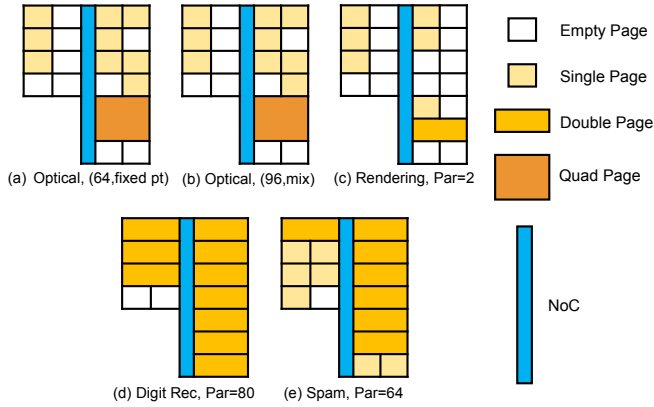 Empty Page
Single Page
Double Page
Quad Page
(a) Optical, (64,fixed pt)
(b) Optical, (96,mix)
(c) Rendering, Par=2
NoC
(d) Digit Rec, Par=80
(e) Spam, Par=64